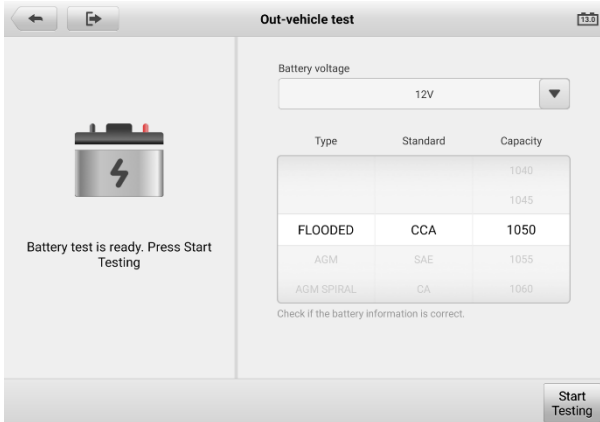 Out-vehicle test
13.0
Battery voltage
12V
Type Standard Capacity
1040
1045
FLOODED CCA 1050
AGM SAE 1055
AGM SPIRAL CA 1060
Check if the battery information is correct.
Battery test is ready. Press Start
Testing
Start
Testing